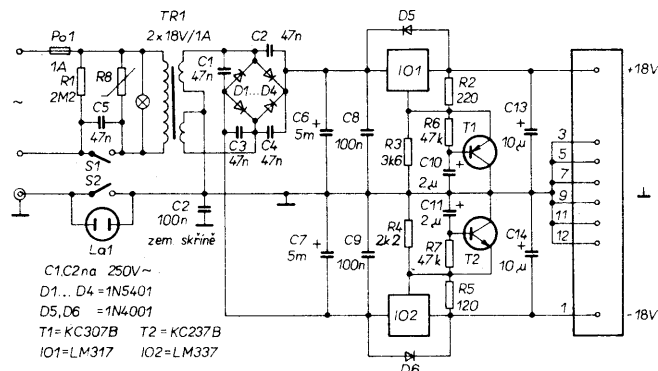 TR1
2×18V/1A
Po1
1A
R1
2M2
R8
C5
47n
S1
S2
La1
C2
100n
zem skříně
C1
47n
C2
47n
D1...D4
C3
47n
C4
47n
C6
5m
+
C8
100n
C7
5m
+
C9
100n
D5
IO1
R2
220
R6
47k
T1
R3
3k6
C10
2µ
+
C11
2µ
+
R4
2k2
R7
47k
T2
R5
120
IO2
D6
C13
10µ
+
C14
10µ
+
3
5
7
9
11
12
1
+18V
-18V
~
C1,C2 na 250V~
D1... D4 =1N5401
D5,D6 =1N4001
T1=KC307B T2=KC237B
IO1=LM317 IO2=LM337